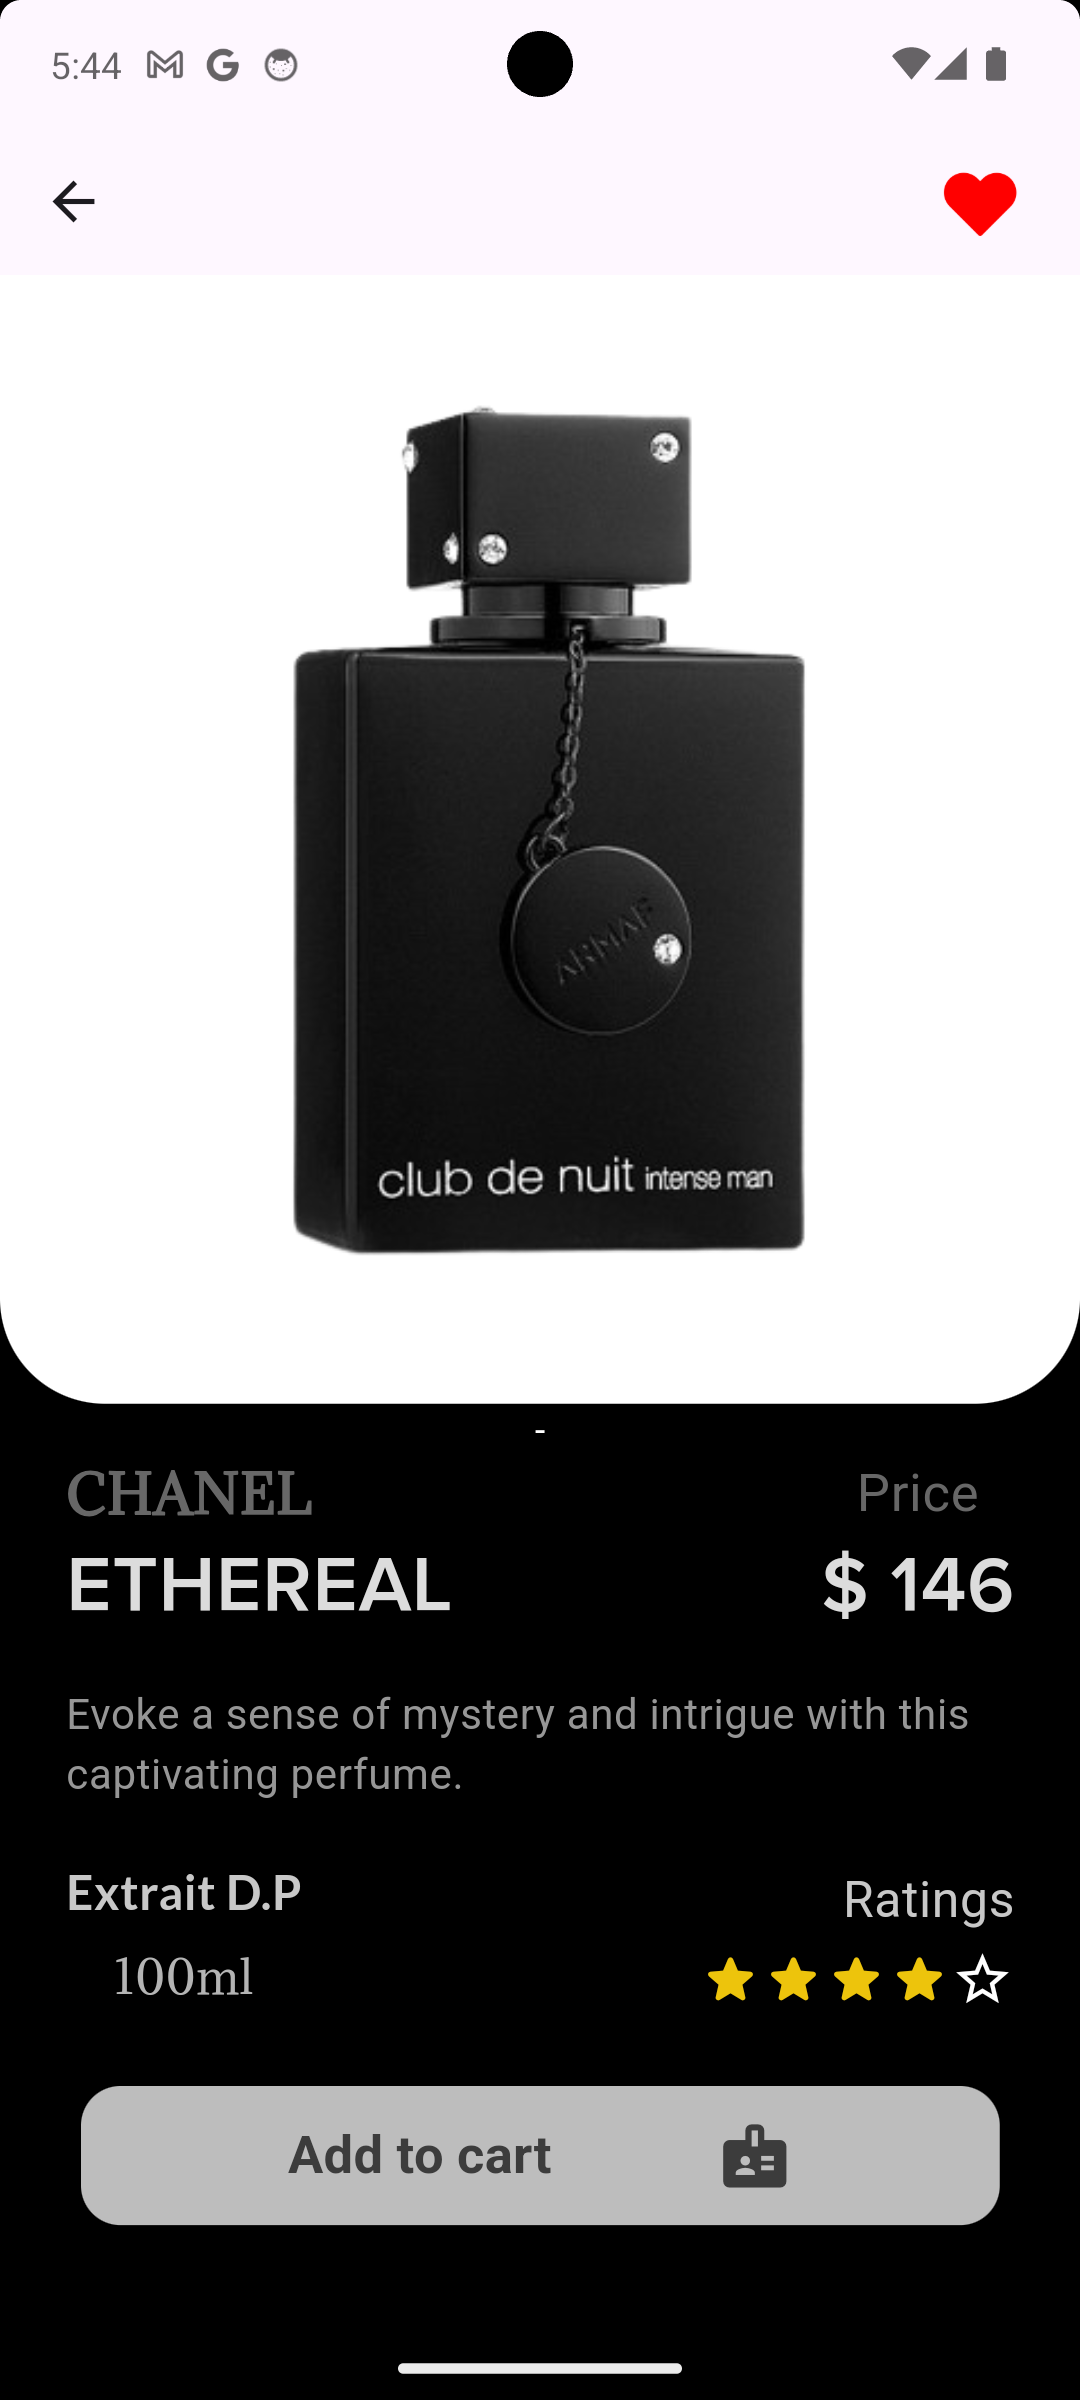 5:44
ARMAF
club de nuit intense man
-
CHANEL
Price
ETHEREAL
$ 146
Evoke a sense of mystery and intrigue with this
captivating perfume.
Extrait D.P
Ratings
100ml
Add to cart